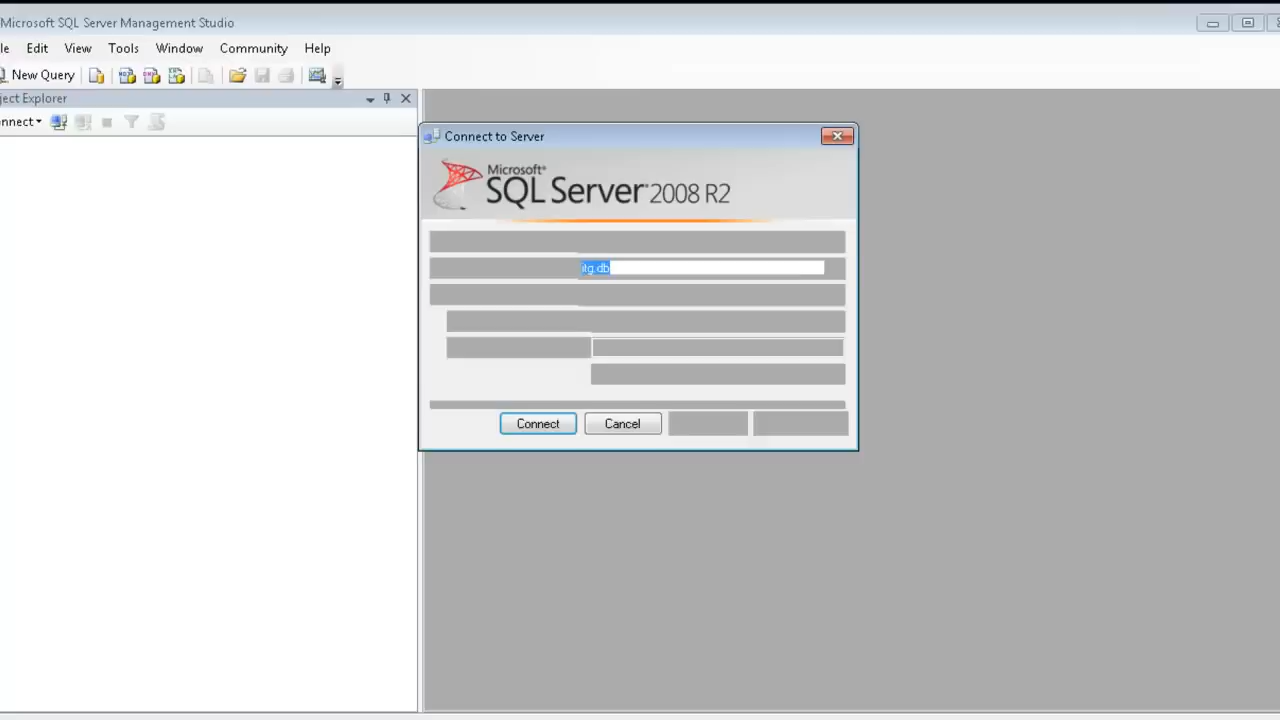 Microsoft SQL Server Management Studio
le Edit View Tools Window Community Help
New Query
ject Explorer
nnect
Connect to Server
Microsoft®
SQL Server 2008 R2
itg.db
Connect Cancel